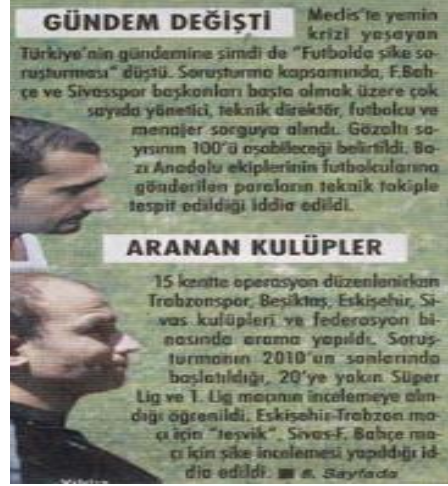 GÜNDEM DEĞİŞTİ
Meclis'te yemin
krizi yaşayan
Türkiye'nin gündemine şimdi de "Futbolda şike so-
ruşturması" düştü. Soruşturma kapsamında, F.Bah-
çe ve Sivasspor başkanları başta olmak üzere çok
sayıda yönetici, teknik direktör, futbolcu ve
menajer sorguya alındı. Gözaltı sa-
yısının 100'ü aşabileceği belirtildi. Ba-
zı Anadolu ekiplerinin futbolcularına
gönderilen paraların teknik takiple
tespit edildiği iddia edildi.
ARANAN KULÜPLER
15 kentte operasyon düzenlenirken
Trabzonspor, Beşiktaş, Eskişehir, Si-
vas kulüpleri ve federasyon bi-
nasında arama yapıldı. Soruş-
turmanın 2010'un sonlarında
başlatıldığı, 20'ye yakın Süper
Lig ve 1. Lig maçının incelemeye alın-
dığı öğrenildi. Eskişehir-Trabzon ma-
çı için "teşvik", Sivas-F. Bahçe ma-
çı için şike incelemesi yapıldığı id-
dia edildi. ■ 8. Sayfada